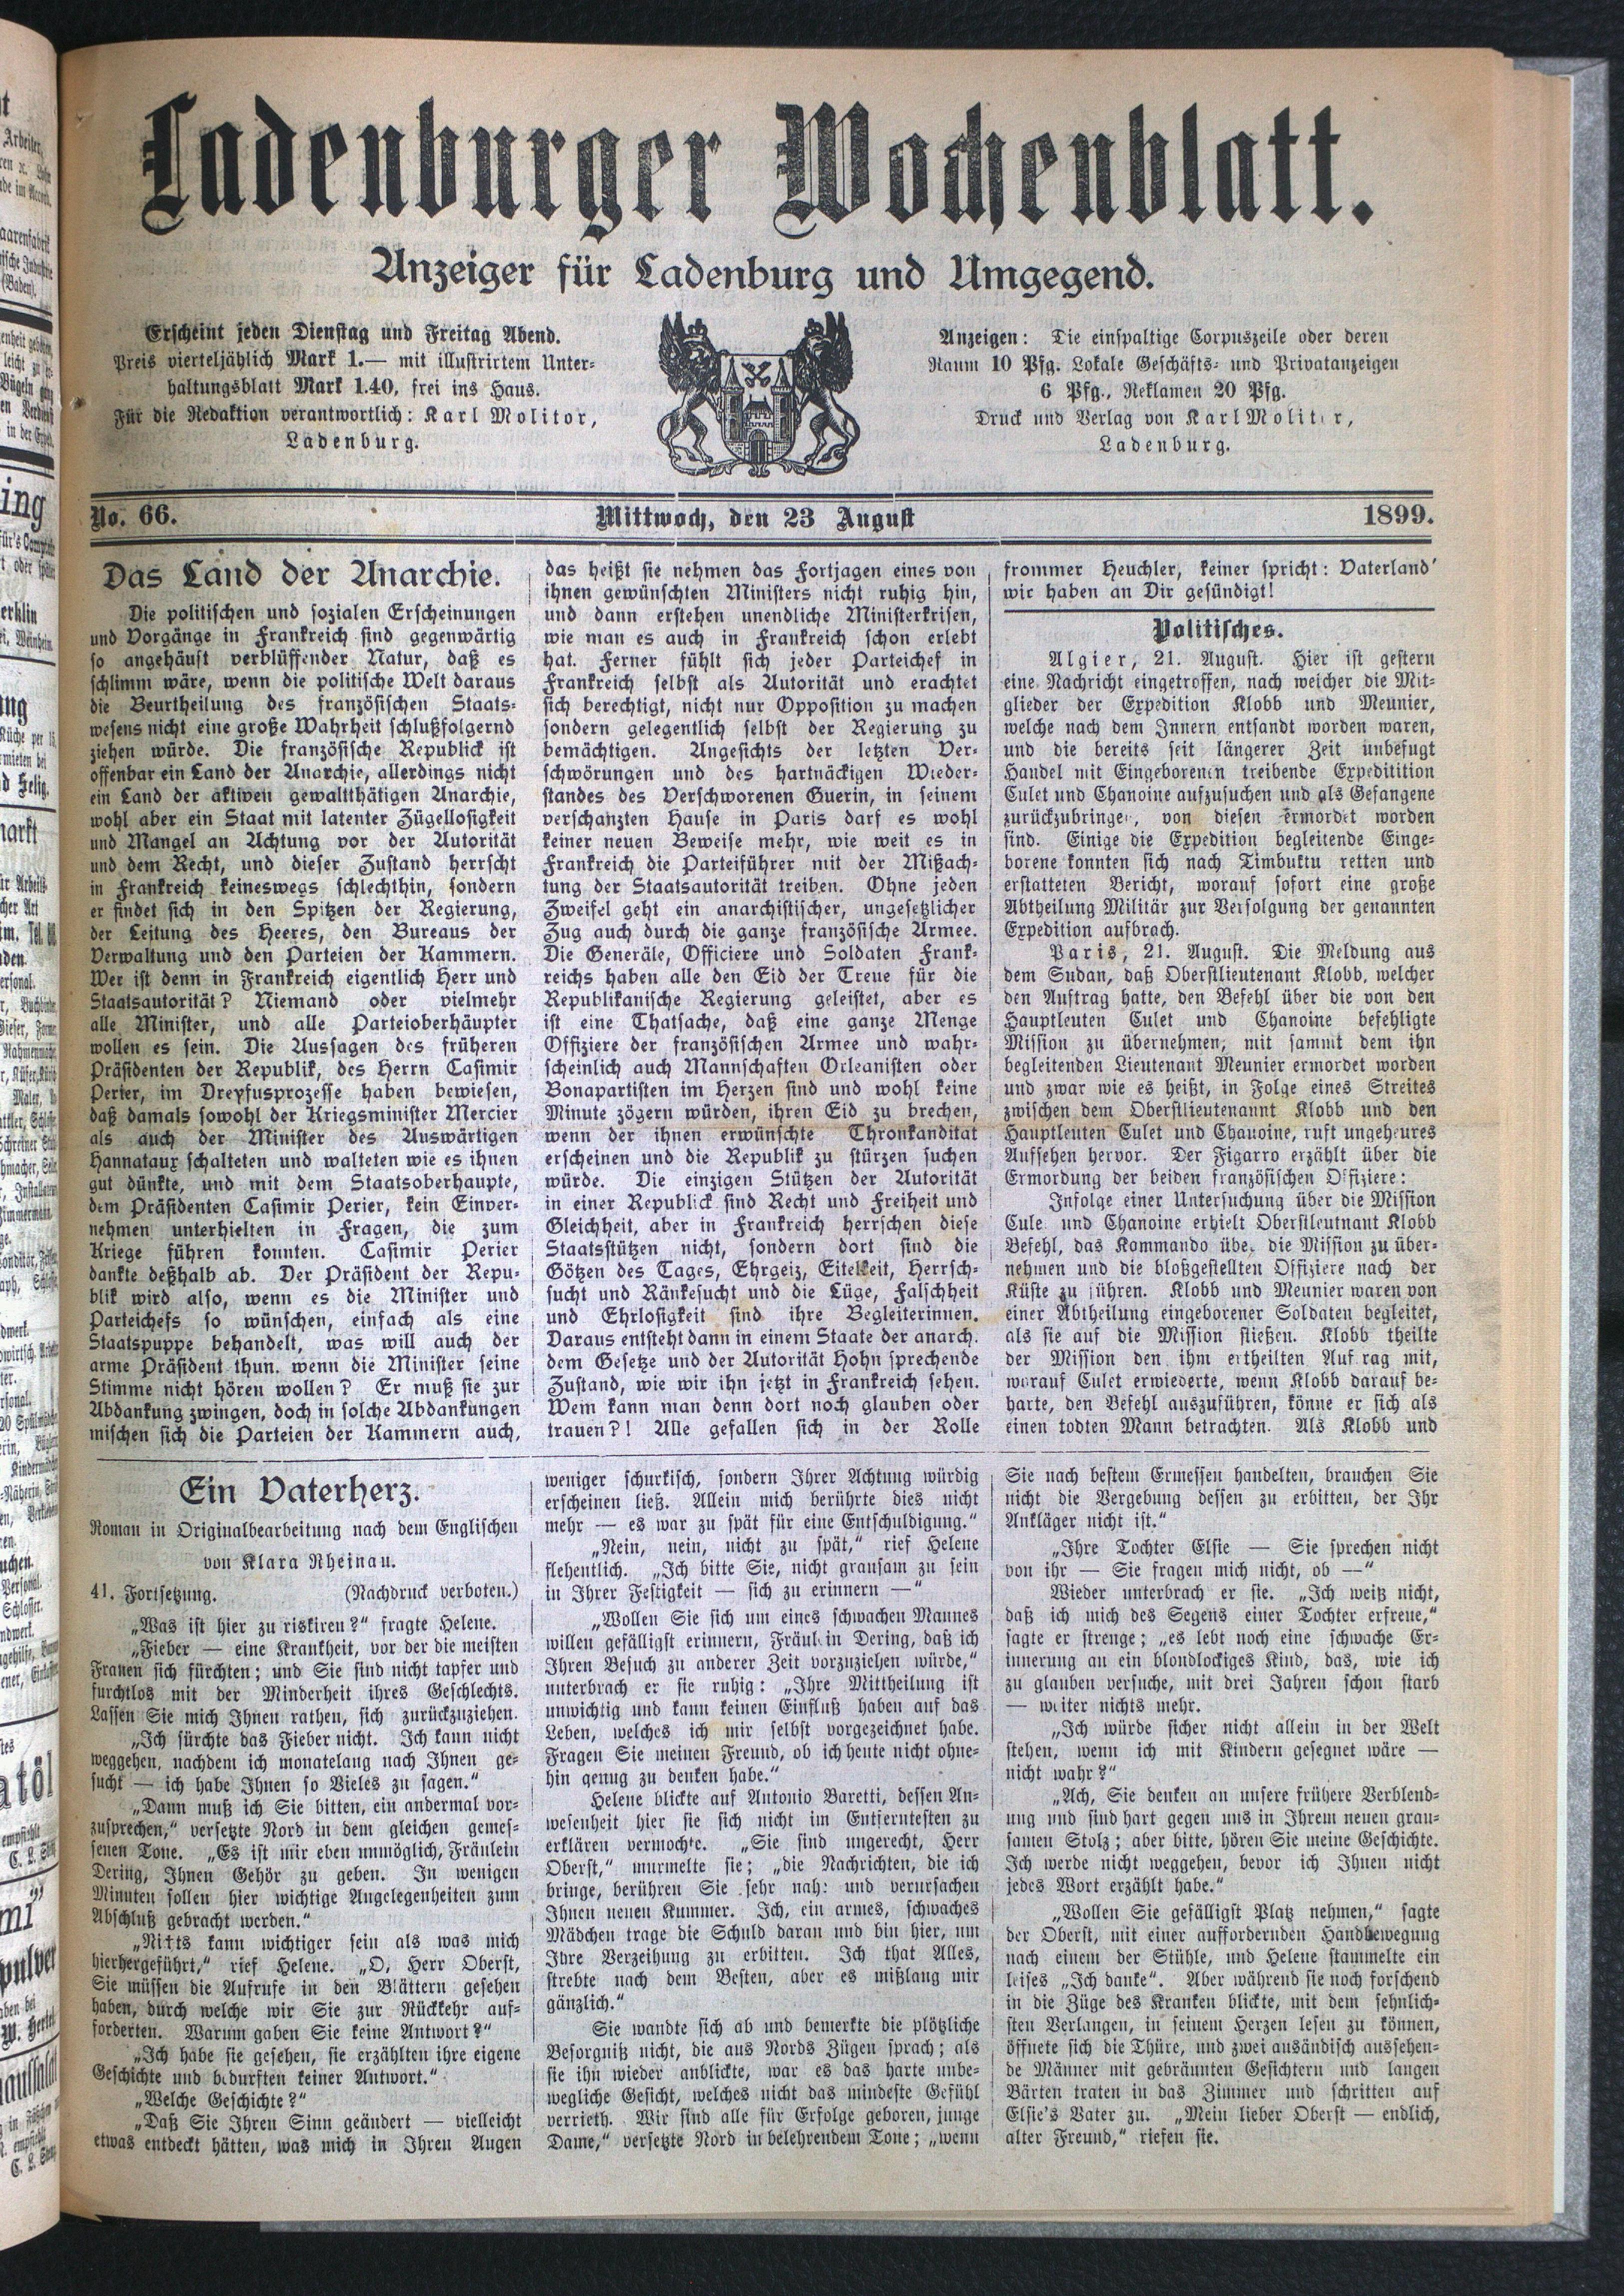 Ladenburger Wochenblatt.
Anzeiger für Ladenburg und Umgegend.
Erscheint jeden Dienstag und Freitag Abend.
Preis vierteljährlich Mark 1.— mit illustrirtem Unter-
haltungsblatt Mark 1.40, frei ins Haus.
Für die Redaktion verantwortlich: Karl Molitor,
Ladenburg.
Anzeigen: Die einspaltige Corpuszeile oder deren
Raum 10 Pfg. Lokale Geschäfts- und Privatanzeigen
6 Pfg., Reklamen 20 Pfg.
Druck und Verlag von Karl Molitor,
Ladenburg.
No. 66.
Mittwoch, den 23 August
1899.
Das Land der Anarchie.
Die politischen und sozialen Erscheinungen
und Vorgänge in Frankreich sind gegenwärtig
so angehäuft verblüffender Natur, daß es
schlimm wäre, wenn die politische Welt daraus
die Beurtheilung des französischen Staats-
wesens nicht eine große Wahrheit schlußfolgernd
ziehen würde. Die französische Republick ist
offenbar ein Land der Anarchie, allerdings nicht
ein Land der aktiven gewaltthätigen Anarchie,
wohl aber ein Staat mit latenter Zügellosigkeit
und Mangel an Achtung vor der Autorität
und dem Recht, und dieser Zustand herrscht
in Frankreich keineswegs schlechthin, sondern
er findet sich in den Spitzen der Regierung,
der Leitung des Heeres, den Bureaus der
Verwaltung und den Parteien der Kammern.
Wer ist denn in Frankreich eigentlich Herr und
Staatsautorität? Niemand oder vielmehr
alle Minister, und alle Parteioberhäupter
wollen es sein. Die Aussagen des früheren
Präsidenten der Republik, des Herrn Casimir
Perier, im Dreyfusprozesse haben bewiesen,
daß damals sowohl der Kriegsminister Mercier
als auch der Minister des Auswärtigen
Hannataux schalteten und walteten wie es ihnen
gut dünkte, und mit dem Staatsoberhaupte,
dem Präsidenten Casimir Perier, kein Einver-
nehmen unterhielten in Fragen, die zum
Kriege führen konnten. Casimir Perier
dankte deßhalb ab. Der Präsident der Repu-
blik wird also, wenn es die Minister und
Parteichefs so wünschen, einfach als eine
Staatspuppe behandelt, was will auch der
arme Präsident thun. wenn die Minister seine
Stimme nicht hören wollen? Er muß sie zur
Abdankung zwingen, doch in solche Abdankungen
mischen sich die Parteien der Kammern auch,
das heißt sie nehmen das Fortjagen eines von
ihnen gewünschten Ministers nicht ruhig hin,
und dann erstehen unendliche Ministerkrisen,
wie man es auch in Frankreich schon erlebt
hat. Ferner fühlt sich jeder Parteichef in
Frankreich selbst als Autorität und erachtet
sich berechtigt, nicht nur Opposition zu machen
sondern gelegentlich selbst der Regierung zu
bemächtigen. Angesichts der letzten Ver-
schwörungen und des hartnäckigen Wieder-
standes des Verschworenen Guerin, in seinem
verschanzten Hause in Paris darf es wohl
keiner neuen Beweise mehr, wie weit es in
Frankreich die Parteiführer mit der Mißach-
tung der Staatsautorität treiben. Ohne jeden
Zweifel geht ein anarchistischer, ungesetzlicher
Zug auch durch die ganze französische Armee.
Die Generäle, Officiere und Soldaten Frank-
reichs haben alle den Eid der Treue für die
Republikanische Regierung geleistet, aber es
ist eine Thatsache, daß eine ganze Menge
Offiziere der französischen Armee und wahr-
scheinlich auch Mannschaften Orleanisten oder
Bonapartisten im Herzen sind und wohl keine
Minute zögern würden, ihren Eid zu brechen,
wenn der ihnen erwünschte Thronkanditat
erscheinen und die Republik zu stürzen suchen
würde. Die einzigen Stützen der Autorität
in einer Republick sind Recht und Freiheit und
Gleichheit, aber in Frankreich herrschen diese
Staatsstützen nicht, sondern dort sind die
Götzen des Tages, Ehrgeiz, Eitelkeit, Herrsch-
sucht und Ränkesucht und die Lüge, Falschheit
und Ehrlosigkeit sind ihre Begleiterinnen.
Daraus entsteht dann in einem Staate der anarch.
dem Gesetze und der Autorität Hohn sprechende
Zustand, wie wir ihn jetzt in Frankreich sehen.
Wem kann man denn dort noch glauben oder
trauen?! Alle gefallen sich in der Rolle
frommer Heuchler, keiner spricht: Vaterland'
wir haben an Dir gesündigt!
Politisches.
Algier, 21. August. Hier ist gestern
eine Nachricht eingetroffen, nach welcher die Mit-
glieder der Expedition Klobb und Meunier,
welche nach dem Innern entsandt worden waren,
und die bereits seit längerer Zeit unbefugt
Handel mit Eingeborenen treibende Expeditition
Culet und Chanoine aufzusuchen und als Gefangene
zurückzubringen, von diesen ermordet worden
sind. Einige die Expedition begleitende Einge-
borene konnten sich nach Timbuktu retten und
erstatteten Bericht, worauf sofort eine große
Abtheilung Militär zur Verfolgung der genannten
Expedition aufbrach.
Paris, 21. August. Die Meldung aus
dem Sudan, daß Oberstlieutenant Klobb, welcher
den Auftrag hatte, den Befehl über die von den
Hauptleuten Culet und Chanoine befehligte
Mission zu übernehmen, mit sammt dem ihn
begleitenden Lieutenant Meunier ermordet worden
und zwar wie es heißt, in Folge eines Streites
zwischen dem Oberstlieutenannt Klobb und den
Hauptleuten Culet und Chanoine, ruft ungeheures
Aufsehen hervor. Der Figarro erzählt über die
Ermordung der beiden französischen Offiziere:
Infolge einer Untersuchung über die Mission
Cule und Chanoine erhielt Oberstleutnant Klobb
Befehl, das Kommando über die Mission zu über-
nehmen und die bloßgestellten Offiziere nach der
Küste zu führen. Klobb und Meunier waren von
einer Abtheilung eingeborener Soldaten begleitet,
als sie auf die Mission stießen. Klobb theilte
der Mission den ihm ertheilten Auftrag mit,
worauf Culet erwiederte, wenn Klobb darauf be-
harte, den Befehl auszuführen, könne er sich als
einen todten Mann betrachten. Als Klobb und
Ein Vaterherz.
Roman in Originalbearbeitung nach dem Englischen
von Klara Rheinau.
41. Fortsetzung. (Nachdruck verboten.)
„Was ist hier zu riskiren?“ fragte Helene.
„Fieber — eine Krankheit, vor der die meisten
Frauen sich fürchten; und Sie sind nicht tapfer und
furchtlos mit der Minderheit ihres Geschlechts.
Lassen Sie mich Ihnen rathen, sich zurückzuziehen.
„Ich fürchte das Fieber nicht. Ich kann nicht
weggehen, nachdem ich monatelang nach Ihnen ge-
sucht — ich habe Ihnen so Vieles zu sagen.“
„Dann muß ich Sie bitten, ein andermal vor-
zusprechen,“ versetzte Nord in dem gleichen gemes-
senen Tone. „Es ist mir eben unmöglich, Fräulein
Dering, Ihnen Gehör zu geben. In wenigen
Minuten sollen hier wichtige Angelegenheiten zum
Abschluß gebracht werden.“
„Nichts kann wichtiger sein als was mich
hierhergeführt,“ rief Helene. „O, Herr Oberst,
Sie müssen die Aufrufe in den Blättern gesehen
haben, durch welche wir Sie zur Rückkehr auf-
forderten. Warum gaben Sie keine Antwort?“
„Ich habe sie gesehen, sie erzählten ihre eigene
Geschichte und bedurften keiner Antwort.“
„Welche Geschichte?“
„Daß Sie Ihren Sinn geändert — vielleicht
etwas entdeckt hätten, was mich in Ihren Augen
weniger schurkisch, sondern Ihrer Achtung würdig
erscheinen ließ. Allein mich berührte dies nicht
mehr — es war zu spät für eine Entschuldigung.“
„Nein, nein, nicht zu spät,“ rief Helene
flehentlich. „Ich bitte Sie, nicht grausam zu sein
in Ihrer Festigkeit — sich zu erinnern —“
„Wollen Sie sich um eines schwachen Mannes
willen gefälligst erinnern, Fräulein Dering, daß ich
Ihren Besuch zu anderer Zeit vorzuziehen würde,“
unterbrach er sie ruhig: „Ihre Mittheilung ist
unwichtig und kann keinen Einfluß haben auf das
Leben, welches ich mir selbst vorgezeichnet habe.
Fragen Sie meinen Freund, ob ich heute nicht ohne-
hin genug zu denken habe.“
Helene blickte auf Antonio Baretti, dessen An-
wesenheit hier sie sich nicht im Entferntesten zu
erklären vermochte. „Sie sind ungerecht, Herr
Oberst,“ murmelte sie; „die Nachrichten, die ich
bringe, berühren Sie sehr nahe und verursachen
Ihnen neuen Kummer. Ich, ein armes, schwaches
Mädchen trage die Schuld daran und bin hier, um
Ihre Verzeihung zu erbitten. Ich that Alles,
strebte nach dem Besten, aber es mißlang mir
gänzlich.“
Sie wandte sich ab und bemerkte die plötzliche
Besorgniß nicht, die aus Nords Zügen sprach; als
sie ihn wieder anblickte, war es das harte unbe-
wegliche Gesicht, welches nicht das mindeste Gefühl
verrieth. Wir sind alle für Erfolge geboren, junge
Dame,“ versetzte Nord in belehrendem Tone; „wenn
Sie nach bestem Ermessen handelten, brauchen Sie
nicht die Vergebung dessen zu erbitten, der Ihr
Ankläger nicht ist.“
„Ihre Tochter Elsie — Sie sprechen nicht
von ihr — Sie fragen mich nicht, ob —“
Wieder unterbrach er sie. „Ich weiß nicht,
daß ich mich des Segens einer Tochter erfreue,“
sagte er strenge; „es lebt noch eine schwache Er-
innerung an ein blondlockiges Kind, das, wie ich
zu glauben versuche, mit drei Jahren schon starb
— weiter nichts mehr.
„Ich würde sicher nicht allein in der Welt
stehen, wenn ich mit Kindern gesegnet wäre —
nicht wahr?“
„Ach, Sie denken an unsere frühere Verblend-
ung und sind hart gegen uns in Ihrem neuen grau-
samen Stolz; aber bitte, hören Sie meine Geschichte.
Ich werde nicht weggehen, bevor ich Ihnen nicht
jedes Wort erzählt habe.“
„Wollen Sie gefälligst Platz nehmen,“ sagte
der Oberst, mit einer auffordernden Handbewegung
nach einem der Stühle, und Helene stammelte ein
leises „Ich danke“. Aber während sie noch forschend
in die Züge des Kranken blickte, mit dem sehnlich-
sten Verlangen, in seinem Herzen lesen zu können,
öffnete sich die Thüre, und zwei ausändisch aussehen-
de Männer mit gebräunten Gesichtern und langen
Bärten traten in das Zimmer und schritten auf
Elsie's Vater zu. „Mein lieber Oberst — endlich,
alter Freund,“ riefen sie.